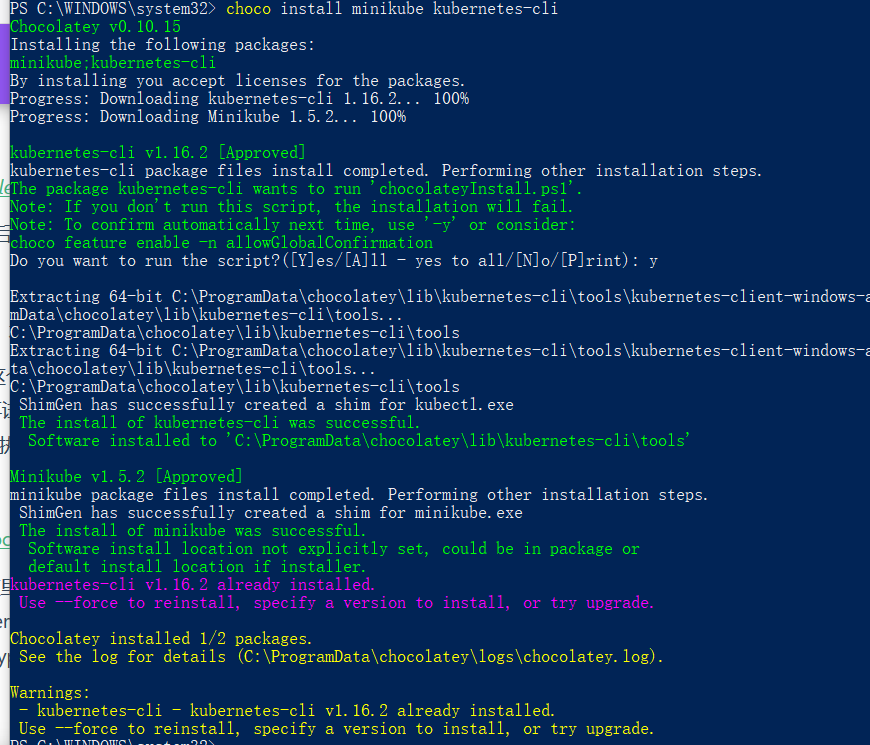 PS C:\WINDOWS\system32> choco install minikube kubernetes-cli
Chocolatey v0.10.15
Installing the following packages:
minikube;kubernetes-cli
By installing you accept licenses for the packages.
Progress: Downloading kubernetes-cli 1.16.2... 100%
Progress: Downloading Minikube 1.5.2... 100%
kubernetes-cli v1.16.2 [Approved]
kubernetes-cli package files install completed. Performing other installation steps.
The package kubernetes-cli wants to run 'chocolateyInstall.ps1'.
Note: If you don't run this script, the installation will fail.
Note: To confirm automatically next time, use '-y' or consider:
choco feature enable -n allowGlobalConfirmation
Do you want to run the script?([Y]es/[A]ll - yes to all/[N]o/[P]rint): y
Extracting 64-bit C:\ProgramData\chocolatey\lib\kubernetes-cli\tools\kubernetes-client-windows-a
mData\chocolatey\lib\kubernetes-cli\tools...
C:\ProgramData\chocolatey\lib\kubernetes-cli\tools
Extracting 64-bit C:\ProgramData\chocolatey\lib\kubernetes-cli\tools\kubernetes-client-windows-a
ta\chocolatey\lib\kubernetes-cli\tools...
C:\ProgramData\chocolatey\lib\kubernetes-cli\tools
ShimGen has successfully created a shim for kubectl.exe
The install of kubernetes-cli was successful.
Software installed to 'C:\ProgramData\chocolatey\lib\kubernetes-cli\tools'
Minikube v1.5.2 [Approved]
minikube package files install completed. Performing other installation steps.
ShimGen has successfully created a shim for minikube.exe
The install of minikube was successful.
Software install location not explicitly set, could be in package or
default install location if installer.
kubernetes-cli v1.16.2 already installed.
Use --force to reinstall, specify a version to install, or try upgrade.
Chocolatey installed 1/2 packages.
See the log for details (C:\ProgramData\chocolatey\logs\chocolatey.log).
Warnings:
- kubernetes-cli - kubernetes-cli v1.16.2 already installed.
Use --force to reinstall, specify a version to install, or try upgrade.
PS C:\WINDOWS\system32>